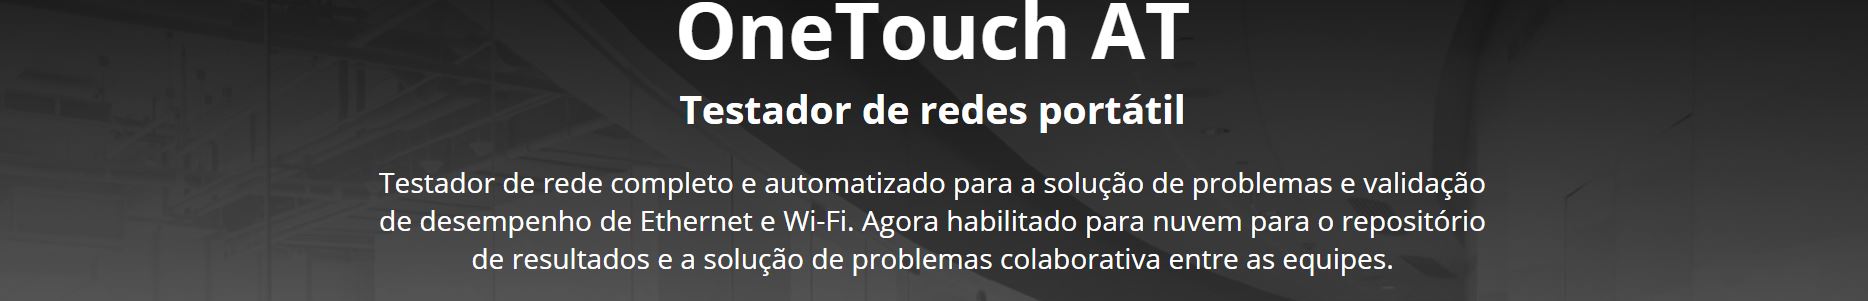 OneTouch AT
Testador de redes portátil
Testador de rede completo e automatizado para a solução de problemas e validação
de desempenho de Ethernet e Wi-Fi. Agora habilitado para nuvem para o repositório
de resultados e a solução de problemas colaborativa entre as equipes.